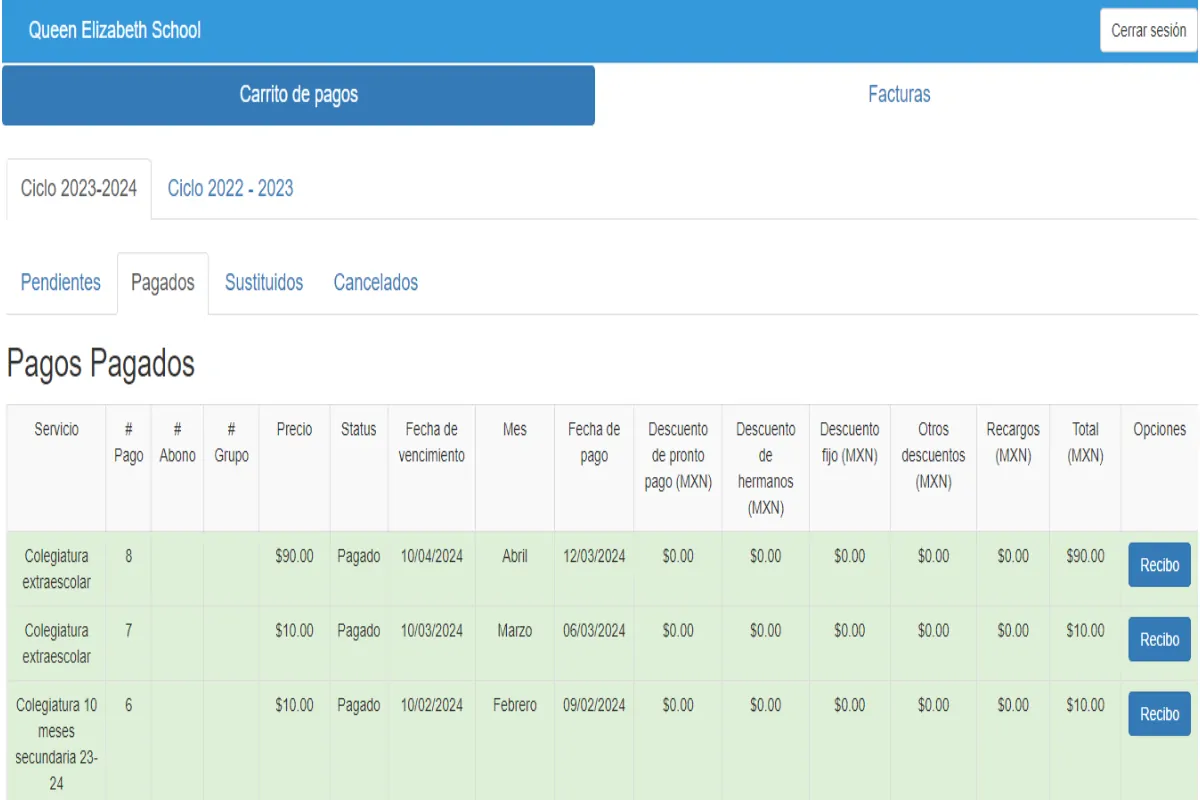 Queen Elizabeth School
Cerrar sesión
Carrito de pagos
Facturas
Ciclo 2023-2024
Ciclo 2022 - 2023
Pendientes
Pagados
Sustituidos
Cancelados
Pagos Pagados
Servicio
# Pago
# Abono
# Grupo
Precio
Status
Fecha de vencimiento
Mes
Fecha de pago
Descuento de pronto pago (MXN)
Descuento de hermanos (MXN)
Descuento fijo (MXN)
Otros descuentos (MXN)
Recargos (MXN)
Total (MXN)
Opciones
Colegiatura extraescolar 8 $90.00 Pagado 10/04/2024 Abril 12/03/2024 $0.00 $0.00 $0.00 $0.00 $0.00 $90.00 Recibo
Colegiatura extraescolar 7 $10.00 Pagado 10/03/2024 Marzo 06/03/2024 $0.00 $0.00 $0.00 $0.00 $0.00 $10.00 Recibo
Colegiatura 10 meses secundaria 23-24 6 $10.00 Pagado 10/02/2024 Febrero 09/02/2024 $0.00 $0.00 $0.00 $0.00 $0.00 $10.00 Recibo